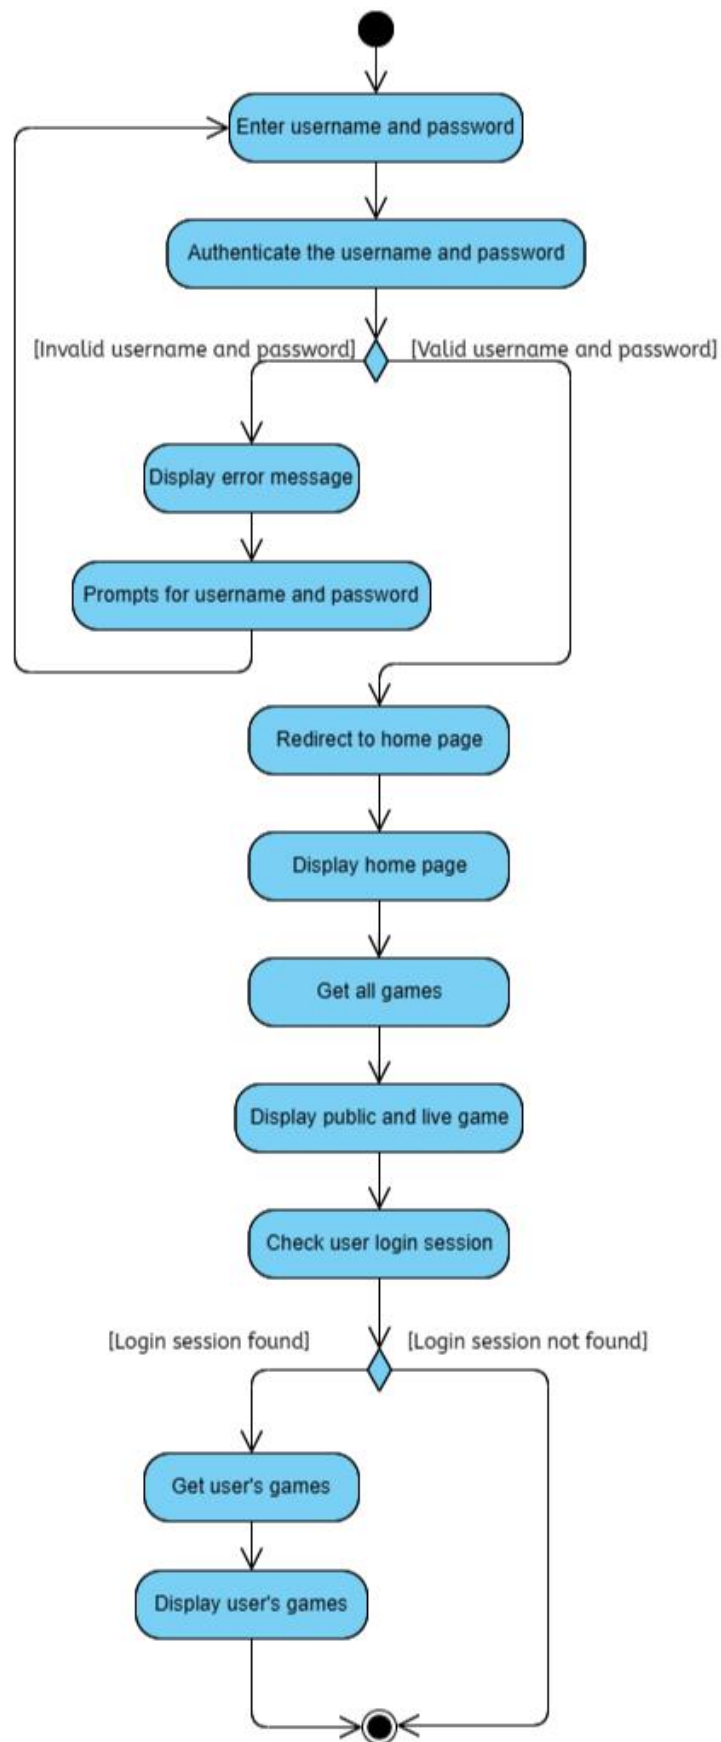 Enter username and password
Authenticate the username and password
[Invalid username and password]
[Valid username and password]
Display error message
Prompts for username and password
Redirect to home page
Display home page
Get all games
Display public and live game
Check user login session
[Login session found]
[Login session not found]
Get user's games
Display user's games